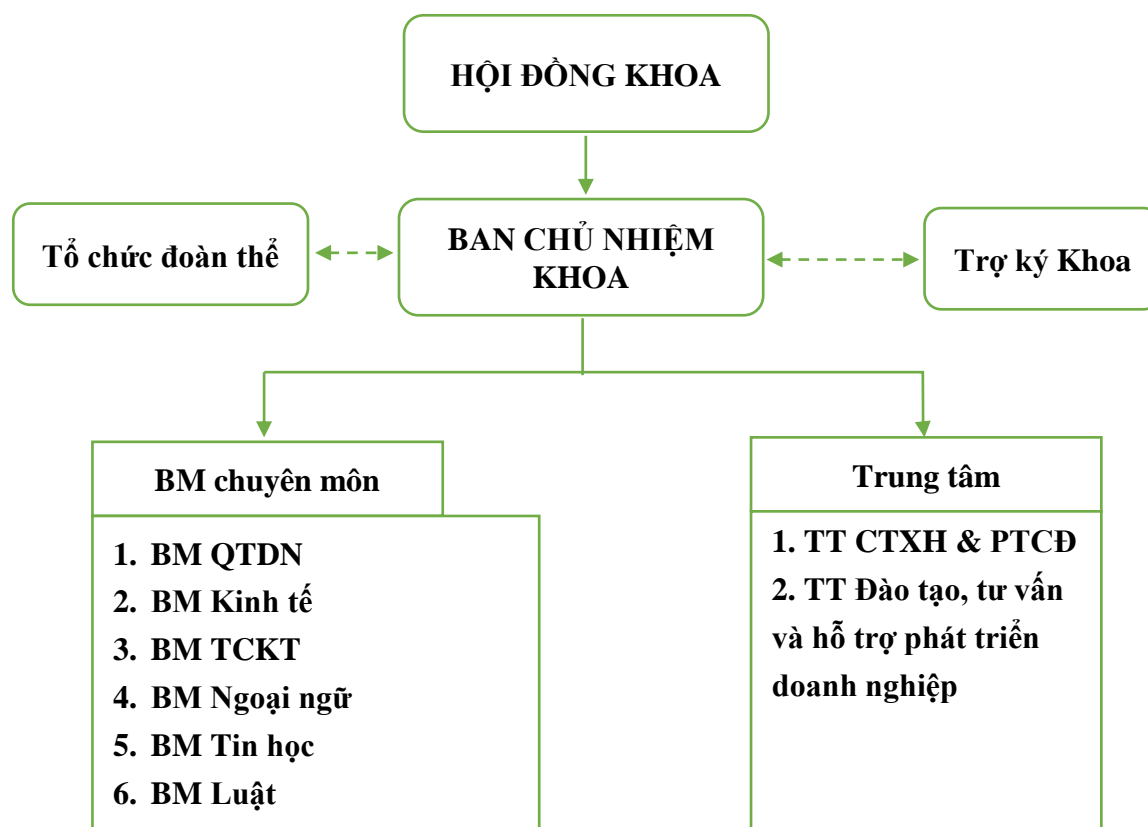 HỘI ĐỒNG KHOA
Tổ chức đoàn thể
BAN CHỦ NHIỆM
KHOA
Trợ ký Khoa
BM chuyên môn
1. BM QTDN
2. BM Kinh tế
3. BM TCKT
4. BM Ngoại ngữ
5. BM Tin học
6. BM Luật
Trung tâm
1. TT CTXH & PTCĐ
2. TT Đào tạo, tư vấn
và hỗ trợ phát triển
doanh nghiệp